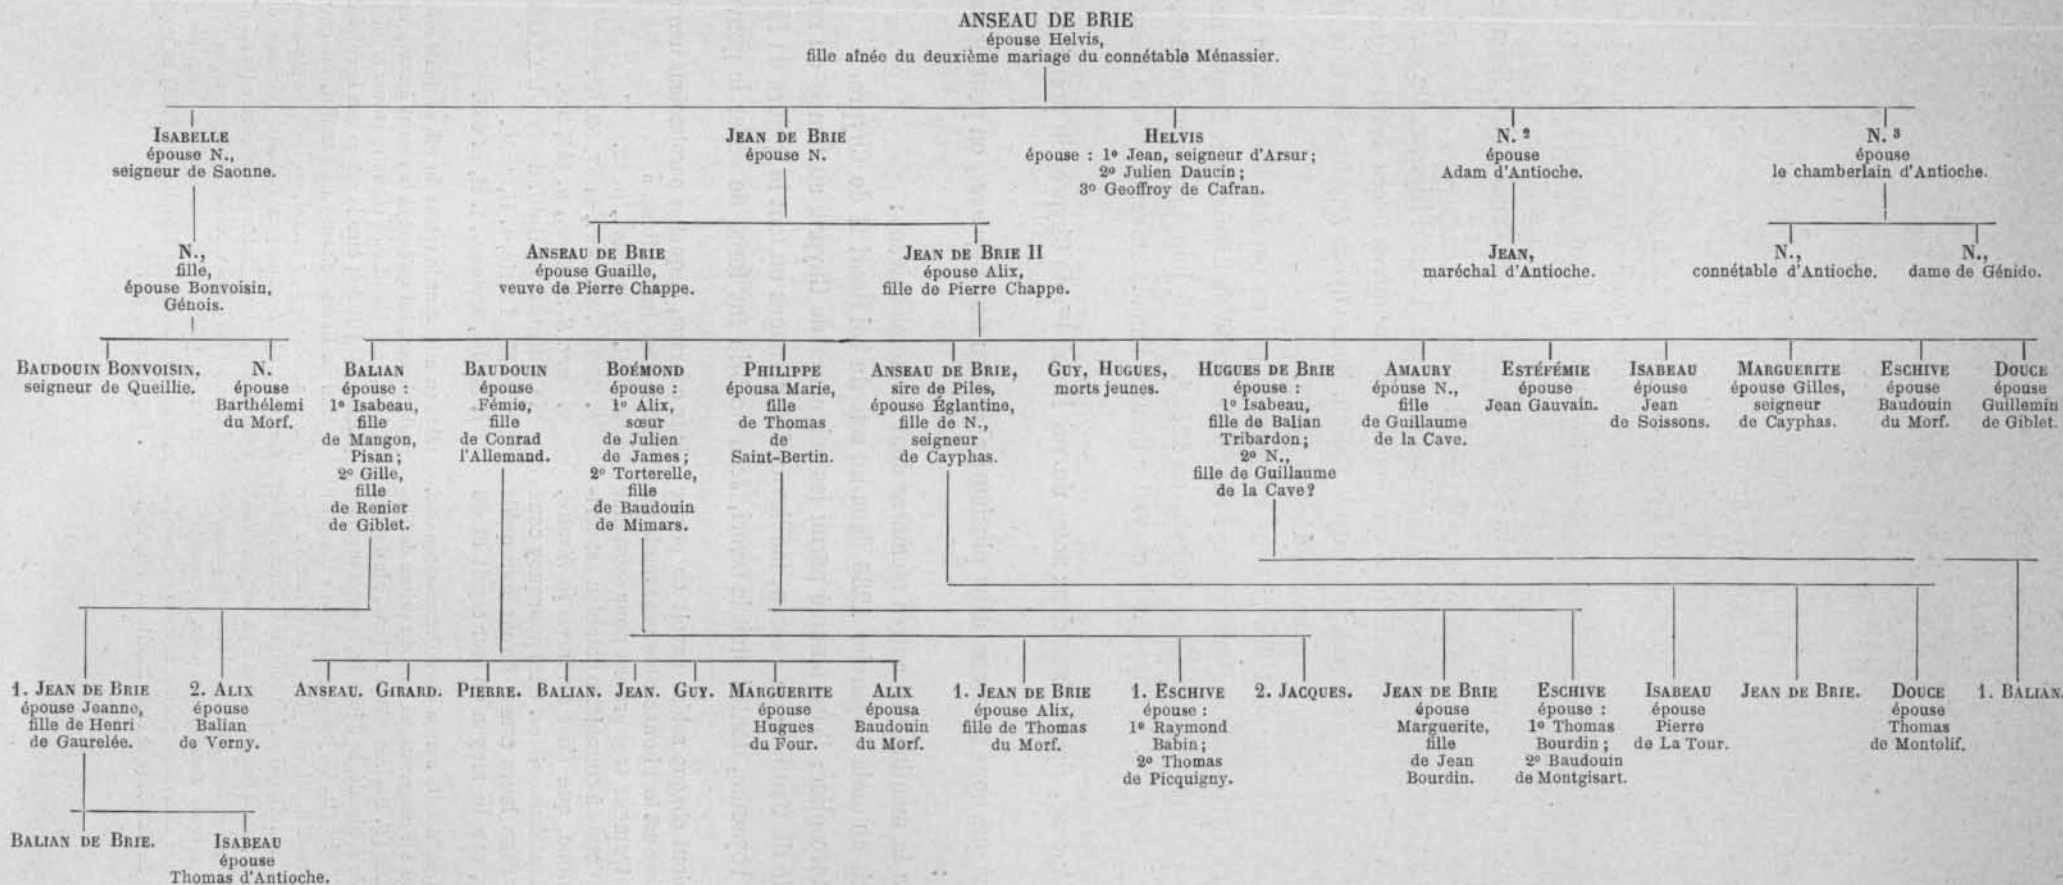 ANSEAU DE BRIE
épouse Helvis,
fille aînée du deuxième mariage du connétable Ménassier.
ISABELLE
épouse N.,
seigneur de Saonne.
JEAN DE BRIE
épouse N.
HELVIS
épouse : 1º Jean, seigneur d'Arsur;
2º Julien Daucin;
3º Geoffroy de Cafran.
N. ²
épouse
Adam d'Antioche.
N. ³
épouse
le chamberlain d'Antioche.
N.,
fille,
épouse Bonvoisin,
Génois.
ANSEAU DE BRIE
épouse Guaille,
veuve de Pierre Chappe.
JEAN DE BRIE II
épouse Alix,
fille de Pierre Chappe.
JEAN,
maréchal d'Antioche.
N.,
connétable d'Antioche.
N.,
dame de Génido.
BAUDOUIN BONVOISIN,
seigneur de Queillie.
N.
épouse
Barthélemi
du Morf.
BALIAN
épouse :
1º Isabeau,
fille
de Mangon,
Pisan;
2º Gille,
fille
de Renier
de Giblet.
BAUDOUIN
épouse
Fémie,
fille
de Conrad
l'Allemand.
BOÉMOND
épouse :
1º Alix,
sœur
de Julien
de James;
2º Torterelle,
fille
de Baudouin
de Mimars.
PHILIPPE
épousa Marie,
fille
de Thomas
de
Saint-Bertin.
ANSEAU DE BRIE,
sire de Piles,
épouse Églantine,
fille de N.,
seigneur
de Cayphas.
GUY, HUGUES,
morts jeunes.
HUGUES DE BRIE
épouse :
1º Isabeau,
fille de Balian
Tribardon;
2º N.,
fille de Guillaume
de la Cave?
AMAURY
épouse N.,
fille
de Guillaume
de la Cave.
ESTÉFÉMIE
épouse
Jean Gauvain.
ISABEAU
épouse
Jean
de Soissons.
MARGUERITE
épouse Gilles,
seigneur
de Cayphas.
ESCHIVE
épouse
Baudouin
du Morf.
DOUCE
épouse
Guillemin
de Giblet.
1. JEAN DE BRIE
épouse Jeanne,
fille de Henri
de Gaurelée.
2. ALIX
épouse
Balian
de Verny.
ANSEAU. GIRARD. PIERRE. BALIAN. JEAN. GUY.
MARGUERITE
épouse
Hugues
du Four.
ALIX
épousa
Baudouin
du Morf.
1. JEAN DE BRIE
épouse Alix,
fille de Thomas
du Morf.
1. ESCHIVE
épouse :
1º Raymond
Babin;
2º Thomas
de Picquigny.
2. JACQUES.
JEAN DE BRIE
épouse
Marguerite,
fille
de Jean
Bourdin.
ESCHIVE
épouse :
1º Thomas
Bourdin;
2º Baudouin
de Montgisart.
ISABEAU
épouse
Pierre
de La Tour.
JEAN DE BRIE.
DOUCE
épouse
Thomas
de Montolif.
1. BALIAN.
BALIAN DE BRIE.
ISABEAU
épouse
Thomas d'Antioche.